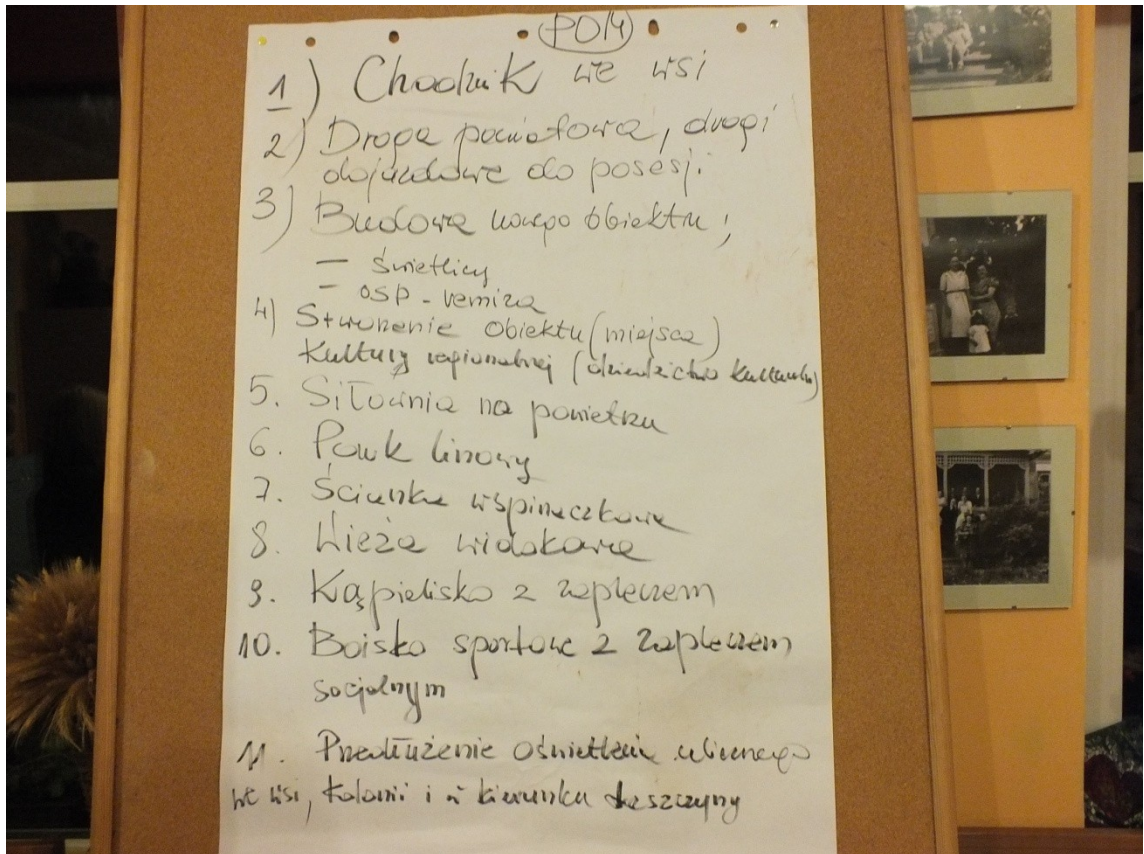 1) Chodnik we wsi
2) Droga powiatowa, drogi
dojazdowe do posesji
3) Budowa nowego obiektu;
- świetlicy
- OSP - remiza
4) Stworzenie obiektu (miejsca)
kultury regionalnej (dziedzictwo kulturalne)
5. Siłownia na powietrzu
6. Park linowy
7. Ścianka wspinaczkowa
8. Wieża widokowa
9. Kąpielisko z zapleczem
10. Boisko sportowe z zapleczem
socjalnym
11. Przedłużenie oświetlenia ulicznego
we wsi, kolonii i w kierunku Leszczyny